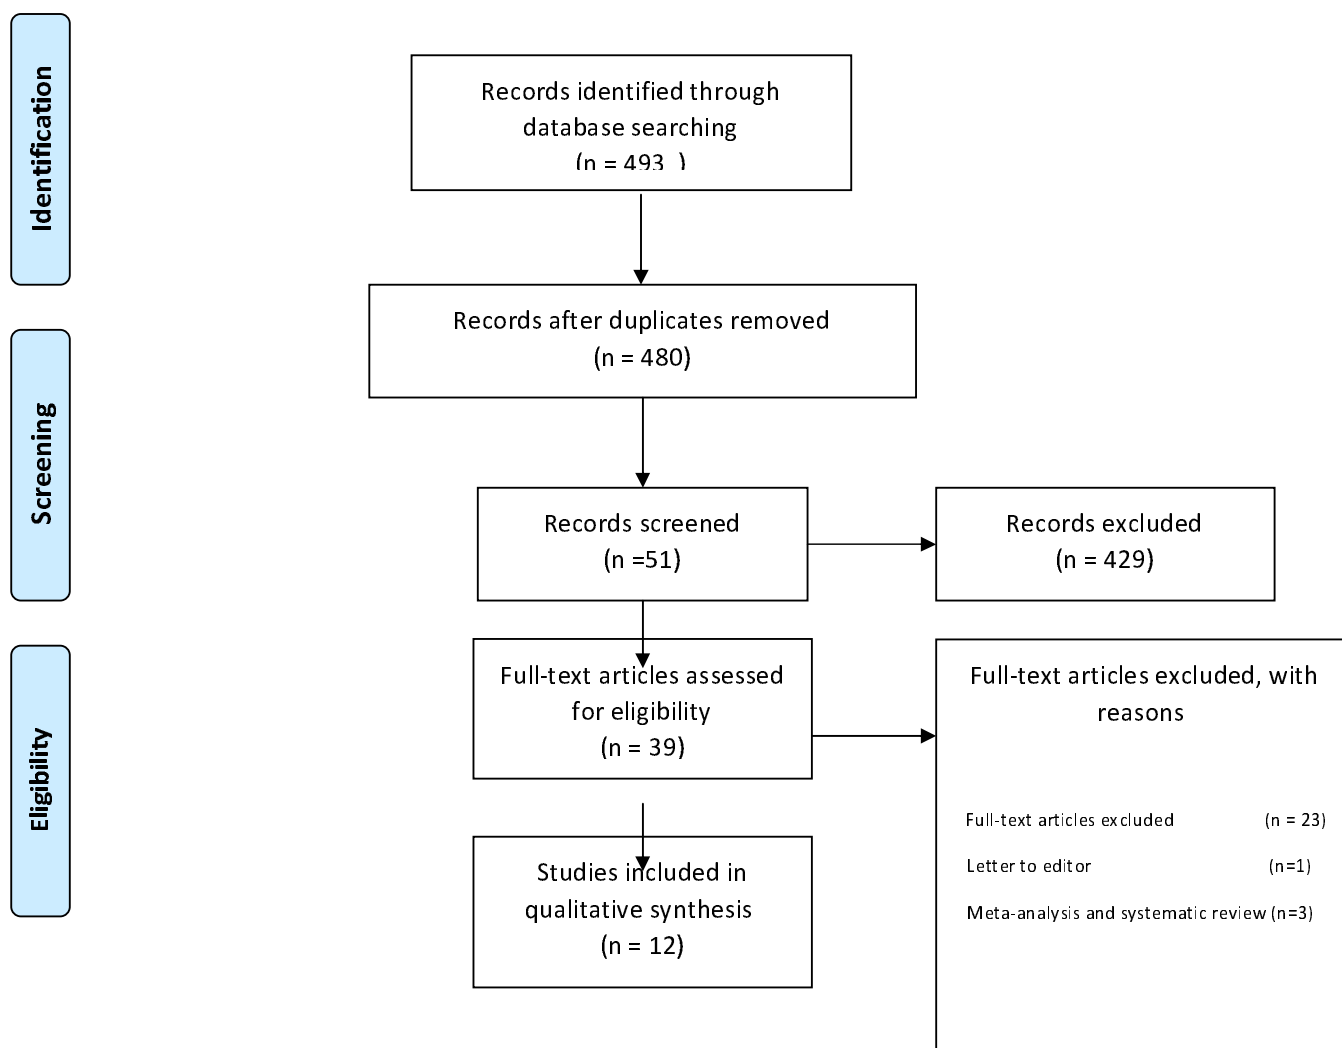 Identification
Records identified through
database searching
(n = 493 )
Records after duplicates removed
(n = 480)
Screening
Records screened
(n =51)
Records excluded
(n = 429)
Eligibility
Full-text articles assessed
for eligibility
(n = 39)
Full-text articles excluded, with
reasons
Full-text articles excluded (n = 23)
Letter to editor (n=1)
Meta-analysis and systematic review (n=3)
Studies included in
qualitative synthesis
(n = 12)